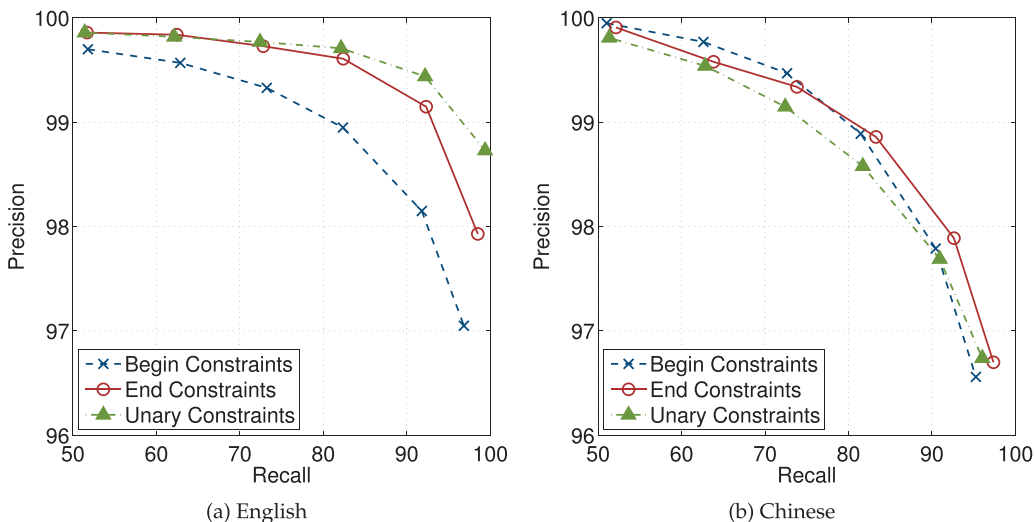 100
99
98
97
96
Precision
Begin Constraints
End Constraints
Unary Constraints
50 60 70 80 90 100
Recall
(a) English
100
99
98
97
96
Precision
Begin Constraints
End Constraints
Unary Constraints
50 60 70 80 90 100
Recall
(b) Chinese